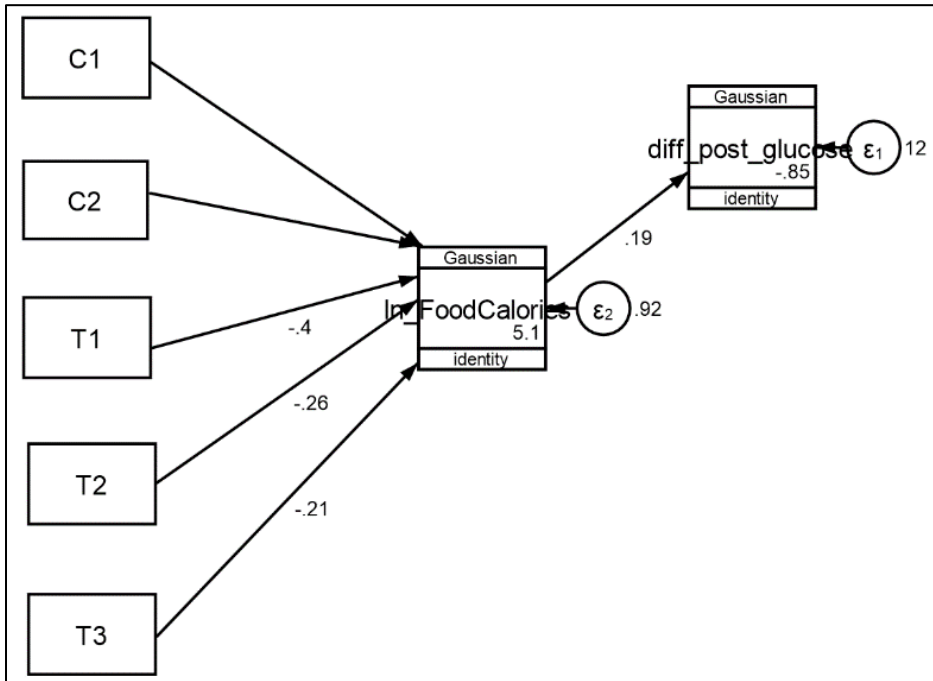 C1
C2
T1
T2
T3
-.4
-.26
-.21
Gaussian
ln_FoodCalories
5.1
identity
ε2
.92
.19
Gaussian
diff_post_glucose
-.85
identity
ε1
12